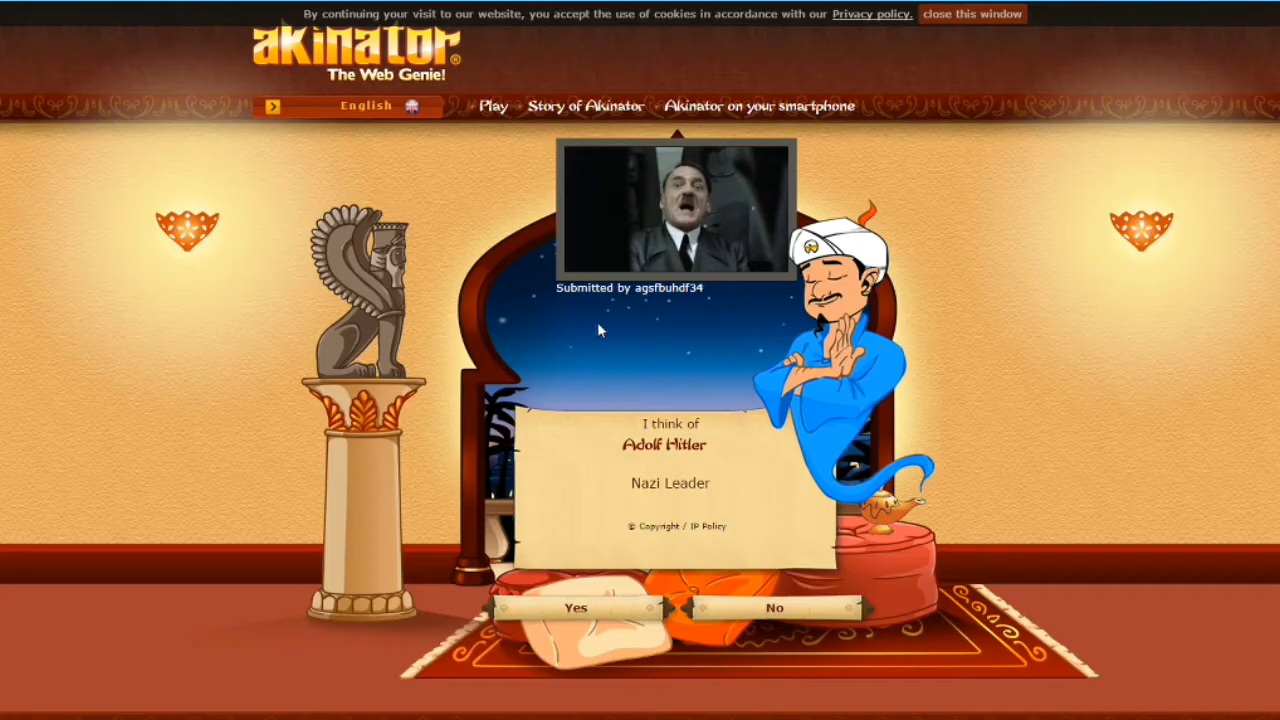 By continuing your visit to our website, you accept the use of cookies in accordance with our Privacy policy. close this window
akinator®
The Web Genie!
English Play Story of Akinator Akinator on your smartphone
Submitted by agsfbuhdf34
I think of
Adolf Hitler
Nazi Leader
© Copyright / IP Policy
Yes No